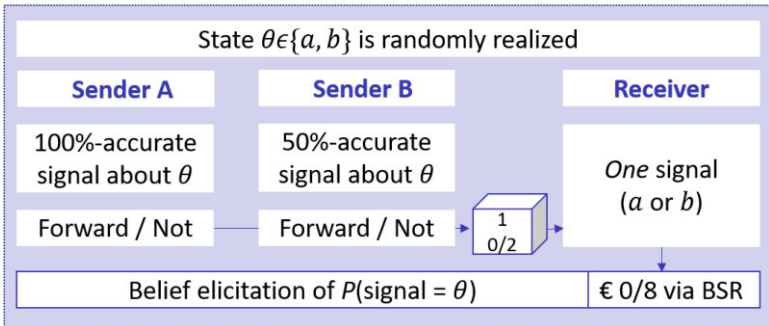 State θϵ{a, b} is randomly realized
Sender A
Sender B
Receiver
100%-accurate
signal about θ
50%-accurate
signal about θ
One signal
(a or b)
Forward / Not
Forward / Not
1
0/2
Belief elicitation of P(signal = θ)
€ 0/8 via BSR